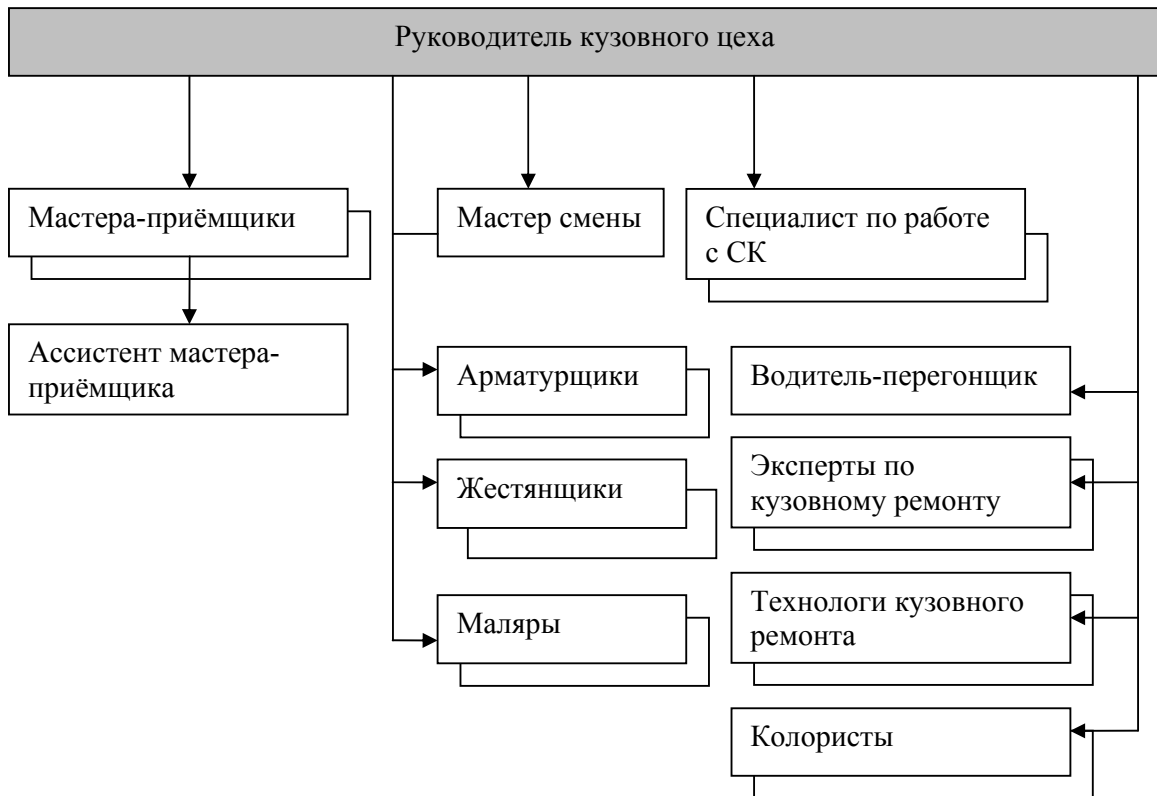 Руководитель кузовного цеха
Мастера-приёмщики
Мастер смены
Специалист по работе
с СК
Ассистент мастера-
приёмщика
Арматурщики
Водитель-перегонщик
Жестянщики
Эксперты по
кузовному ремонту
Маляры
Технологи кузовного
ремонта
Колористы